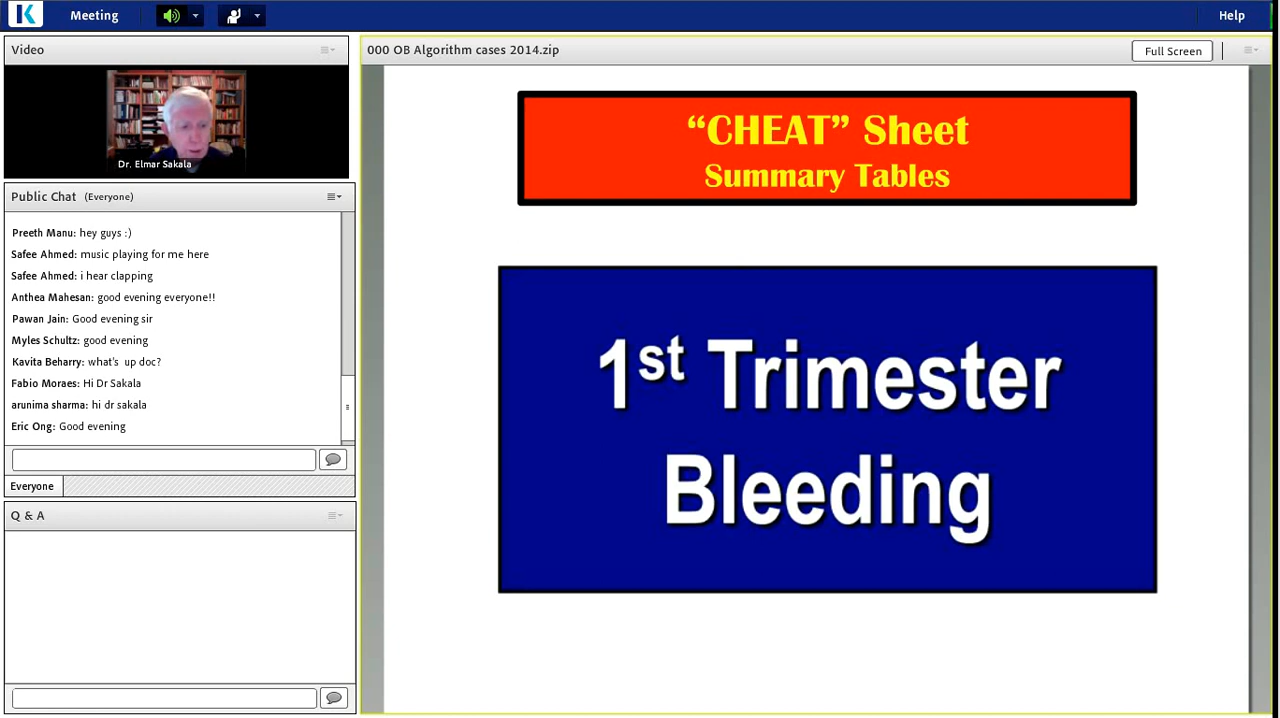 K Meeting Help
Video
Dr. Elmar Sakala
Public Chat (Everyone)
Preeth Manu: hey guys :)
Safee Ahmed: music playing for me here
Safee Ahmed: i hear clapping
Anthea Mahesan: good evening everyone!!
Pawan Jain: Good evening sir
Myles Schultz: good evening
Kavita Beharry: what's up doc?
Fabio Moraes: Hi Dr Sakala
arunima sharma: hi dr sakala
Eric Ong: Good evening
Everyone
Q & A
000 OB Algorithm cases 2014.zip
Full Screen
“CHEAT” Sheet
Summary Tables
1st Trimester
Bleeding